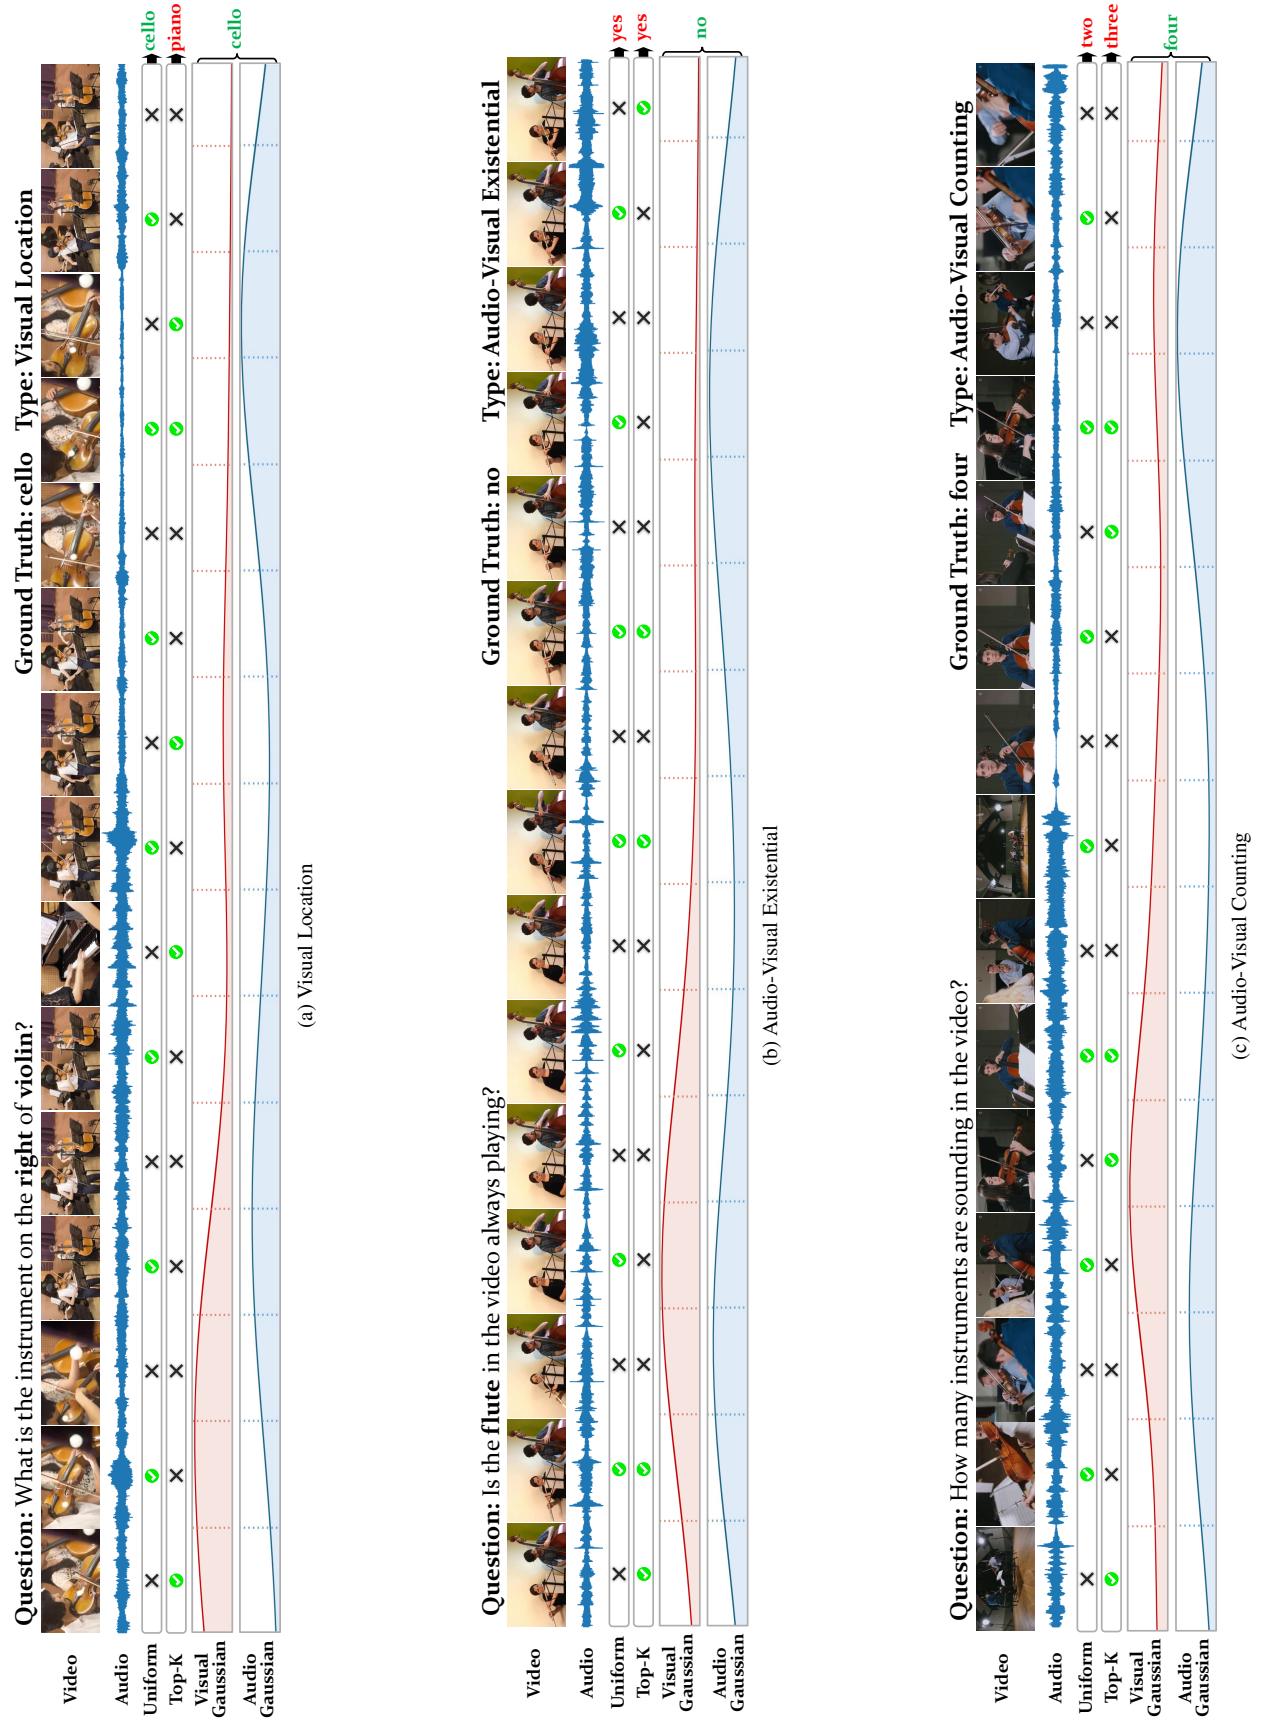 Question: What is the instrument on the right of violin? Ground Truth: cello Type: Visual Location
Video
Audio
Uniform cello
Top-K piano
Visual
Gaussian
cello
Audio
Gaussian
(a) Visual Location
Question: Is the flute in the video always playing? Ground Truth: no Type: Audio-Visual Existential
Video
Audio
Uniform yes
Top-K yes
Visual
Gaussian
no
Audio
Gaussian
(b) Audio-Visual Existential
Question: How many instruments are sounding in the video? Ground Truth: four Type: Audio-Visual Counting
Video
Audio
Uniform two
Top-K three
Visual
Gaussian
four
Audio
Gaussian
(c) Audio-Visual Counting